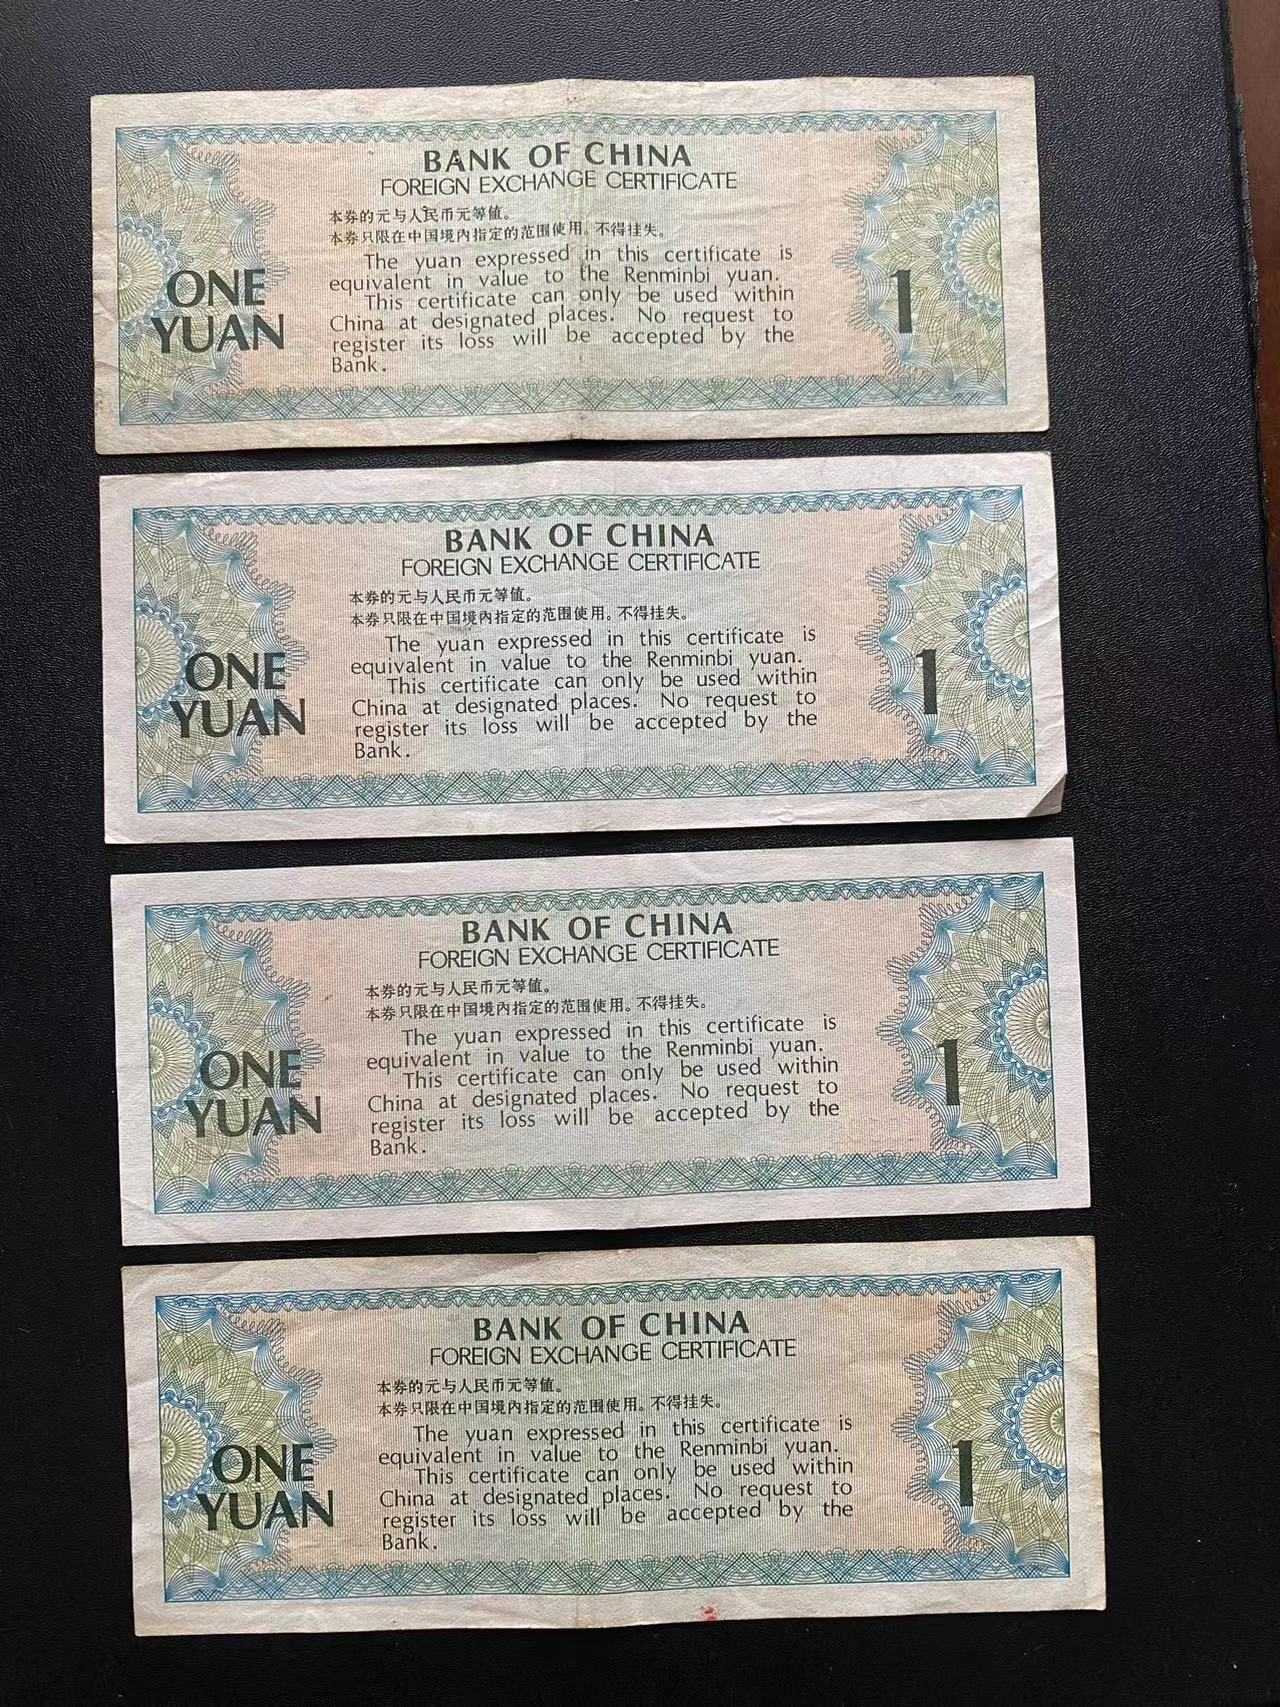 BANK OF CHINA
FOREIGN EXCHANGE CERTIFICATE
本券的元与人民币元等值。
本券只限在中国境内指定的范围使用。不得挂失。
The yuan expressed in this certificate is
equivalent in value to the Renminbi yuan.
This certificate can only be used within
China at designated places. No request to
register its loss will be accepted by the
Bank.
ONE
YUAN
1
BANK OF CHINA
FOREIGN EXCHANGE CERTIFICATE
本券的元与人民币元等值。
本券只限在中国境内指定的范围使用。不得挂失。
The yuan expressed in this certificate is
equivalent in value to the Renminbi yuan.
This certificate can only be used within
China at designated places. No request to
register its loss will be accepted by the
Bank.
ONE
YUAN
1
BANK OF CHINA
FOREIGN EXCHANGE CERTIFICATE
本券的元与人民币元等值。
本券只限在中国境内指定的范围使用。不得挂失。
The yuan expressed in this certificate is
equivalent in value to the Renminbi yuan.
This certificate can only be used within
China at designated places. No request to
register its loss will be accepted by the
Bank.
ONE
YUAN
1
BANK OF CHINA
FOREIGN EXCHANGE CERTIFICATE
本券的元与人民币元等值。
本券只限在中国境内指定的范围使用。不得挂失。
The yuan expressed in this certificate is
equivalent in value to the Renminbi yuan.
This certificate can only be used within
China at designated places. No request to
register its loss will be accepted by the
Bank.
ONE
YUAN
1